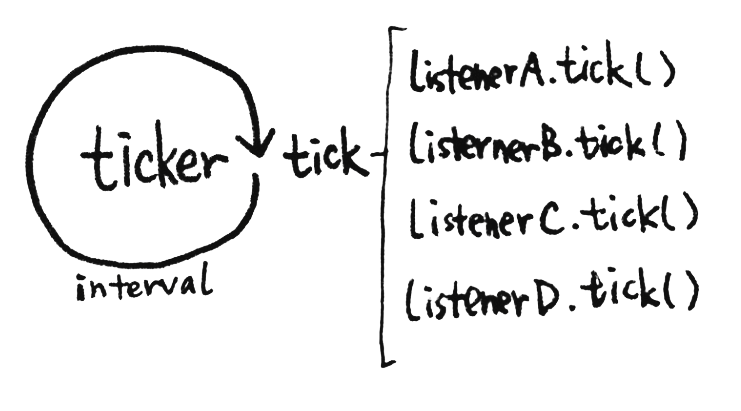 ticker
interval
tick
listenerA.tick()
listernerB.tick()
listenerC.tick()
listenerD.tick()